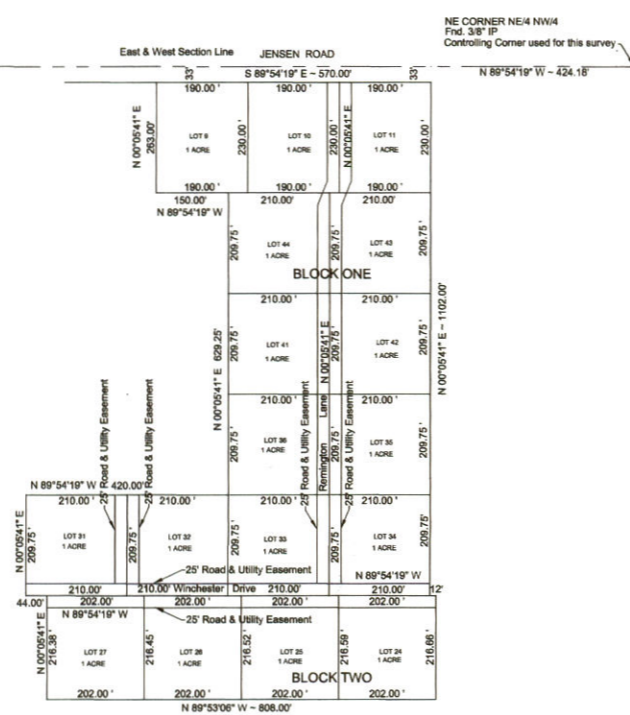 NE CORNER NE/4 NW/4
Fnd. 3/8" IP
Controlling Corner used for this survey
East & West Section Line
JENSEN ROAD
33'
S 89°54'19" E ~ 570.00'
33'
N 89°54'19" W ~ 424.18'
190.00 '
190.00 '
190.00 '
N 00°05'41" E
263.00'
LOT 9
1 ACRE
230.00 '
LOT 10
1 ACRE
230.00 '
N 00°05'41" E
LOT 11
1 ACRE
230.00 '
190.00 '
190.00 '
190.00 '
150.00 '
N 89°54'19" W
210.00 '
210.00 '
209.75 '
LOT 44
1 ACRE
209.75 '
LOT 43
1 ACRE
209.75 '
BLOCK ONE
210.00 '
210.00 '
N 00°05'41" E ~ 1102.00'
N 00°05'41" E 629.25'
209.75 '
LOT 41
1 ACRE
N 00°05'41" E
209.75 '
LOT 42
1 ACRE
209.75 '
210.00 '
210.00 '
25' Road & Utility Easement
25' Road & Utility Easement
209.75 '
LOT 36
1 ACRE
25' Road & Utility Easement
Remington Lane
209.75 '
25' Road & Utility Easement
LOT 35
1 ACRE
209.75 '
N 89°54'19" W 420.00'
210.00 '
210.00 '
210.00 '
210.00 '
N 00°05'41" E
209.75 '
LOT 31
1 ACRE
209.75 '
LOT 32
1 ACRE
209.75 '
LOT 33
1 ACRE
209.75 '
LOT 34
1 ACRE
209.75'
25' Road & Utility Easement
N 89°54'19" W
210.00'
210.00' Winchester Drive
210.00 '
210.00 '
12'
44.00'
202.00 '
202.00 '
202.00 '
202.00 '
N 89°54'19" W
25' Road & Utility Easement
N 00°05'41" E
216.38'
LOT 27
1 ACRE
216.45'
LOT 26
1 ACRE
216.52'
LOT 25
1 ACRE
216.59'
LOT 24
1 ACRE
216.66'
BLOCK TWO
202.00 '
202.00 '
202.00 '
202.00 '
N 89°53'06" W ~ 808.00'